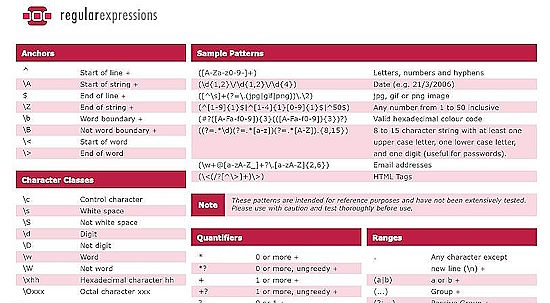 regularexpressions
Anchors
^ Start of line +
\A Start of string +
$ End of line +
\Z End of string +
\b Word boundary +
\B Not word boundary +
\< Start of word
\> End of word
Character Classes
\c Control character
\s White space
\S Not white space
\d Digit
\D Not digit
\w Word
\W Not word
\xhh Hexadecimal character hh
\Oxxx Octal character xxx
Sample Patterns
([A-Za-z0-9-]+) Letters, numbers and hyphens
(\d{1,2}\/\d{1,2}\/\d{4}) Date (e.g. 21/3/2006)
([^\s]+(?=\.(jpg|gif|png))\.\2) jpg, gif or png image
(^[1-9]{1}$|^[1-4]{1}[0-9]{1}$|^50$) Any number from 1 to 50 inclusive
(#?([A-Fa-f0-9]){3}(([A-Fa-f0-9]){3})?) Valid hexadecimal colour code
((?=.*\d)(?=.*[a-z])(?=.*[A-Z]).{8,15}) 8 to 15 character string with at least one
upper case letter, one lower case letter,
and one digit (useful for passwords).
(\w+@[a-zA-Z_]+?\.[a-zA-Z]{2,6}) Email addresses
(\<(/?[^\>]+)\>) HTML Tags
Note
These patterns are intended for reference purposes and have not been extensively tested.
Please use with caution and test thoroughly before use.
Quantifiers
* 0 or more +
*? 0 or more, ungreedy +
+ 1 or more +
+? 1 or more, ungreedy +
Ranges
. Any character except
new line (\n) +
(a|b) a or b +
(...) Group +